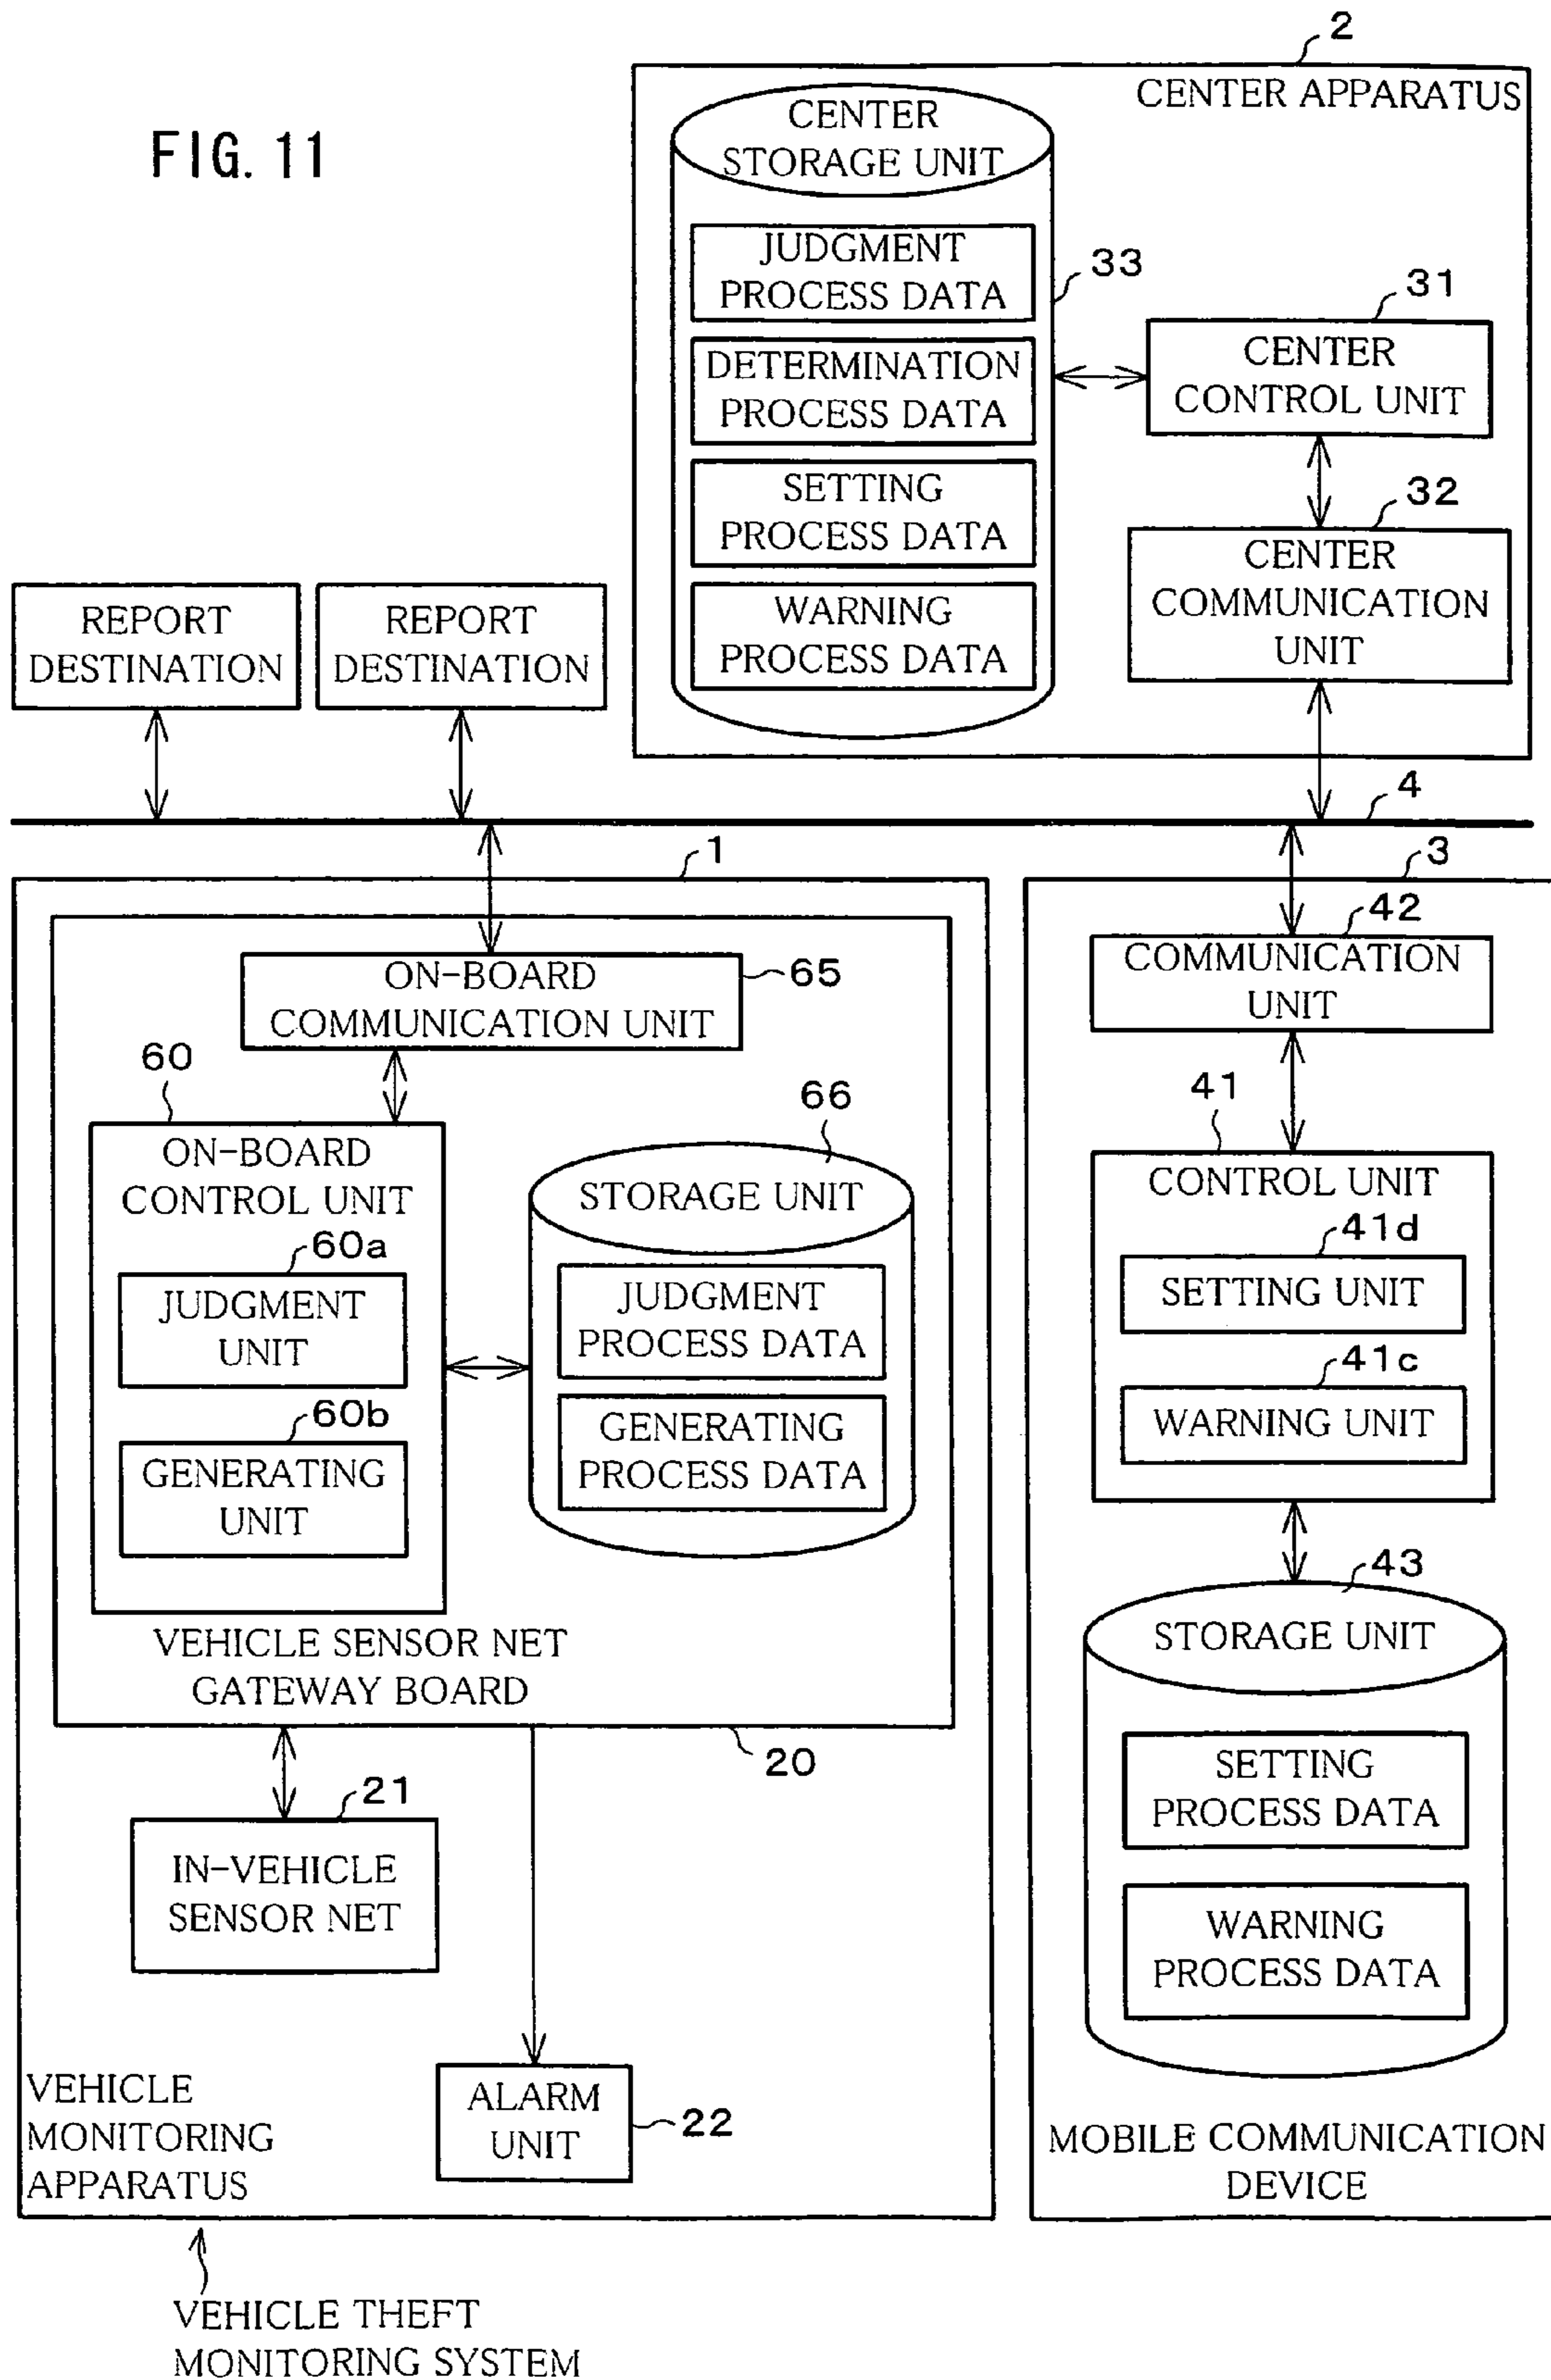 FIG. 11
2
CENTER APPARATUS
CENTER
STORAGE UNIT
JUDGMENT
PROCESS DATA
DETERMINATION
PROCESS DATA
SETTING
PROCESS DATA
WARNING
PROCESS DATA
33
31
CENTER
CONTROL UNIT
32
CENTER
COMMUNICATION
UNIT
REPORT
DESTINATION
REPORT
DESTINATION
4
1
ON-BOARD
COMMUNICATION UNIT
65
60
ON-BOARD
CONTROL UNIT
60a
JUDGMENT
UNIT
60b
GENERATING
UNIT
66
STORAGE UNIT
JUDGMENT
PROCESS DATA
GENERATING
PROCESS DATA
VEHICLE SENSOR NET
GATEWAY BOARD
20
21
IN-VEHICLE
SENSOR NET
ALARM
UNIT
22
VEHICLE
MONITORING
APPARATUS
VEHICLE THEFT
MONITORING SYSTEM
3
42
COMMUNICATION
UNIT
41
CONTROL UNIT
41d
SETTING UNIT
41c
WARNING UNIT
43
STORAGE UNIT
SETTING
PROCESS DATA
WARNING
PROCESS DATA
MOBILE COMMUNICATION
DEVICE